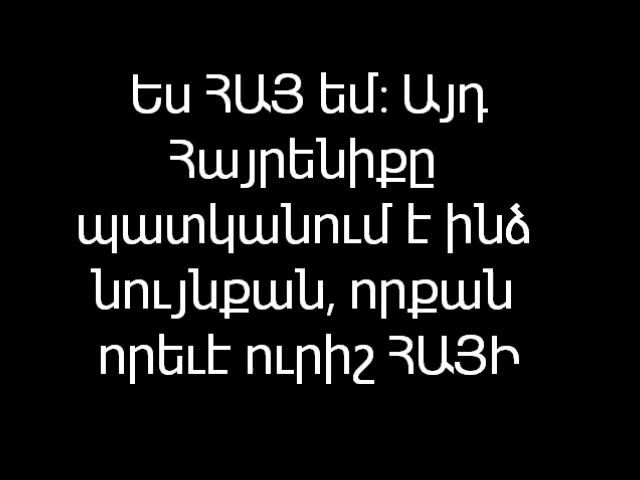 Ես ՀԱՅ եմ: Այդ
Հայրենիքը
պատկանում է ինձ
նույնքան, որքան
որեւէ ուրիշ ՀԱՅԻ